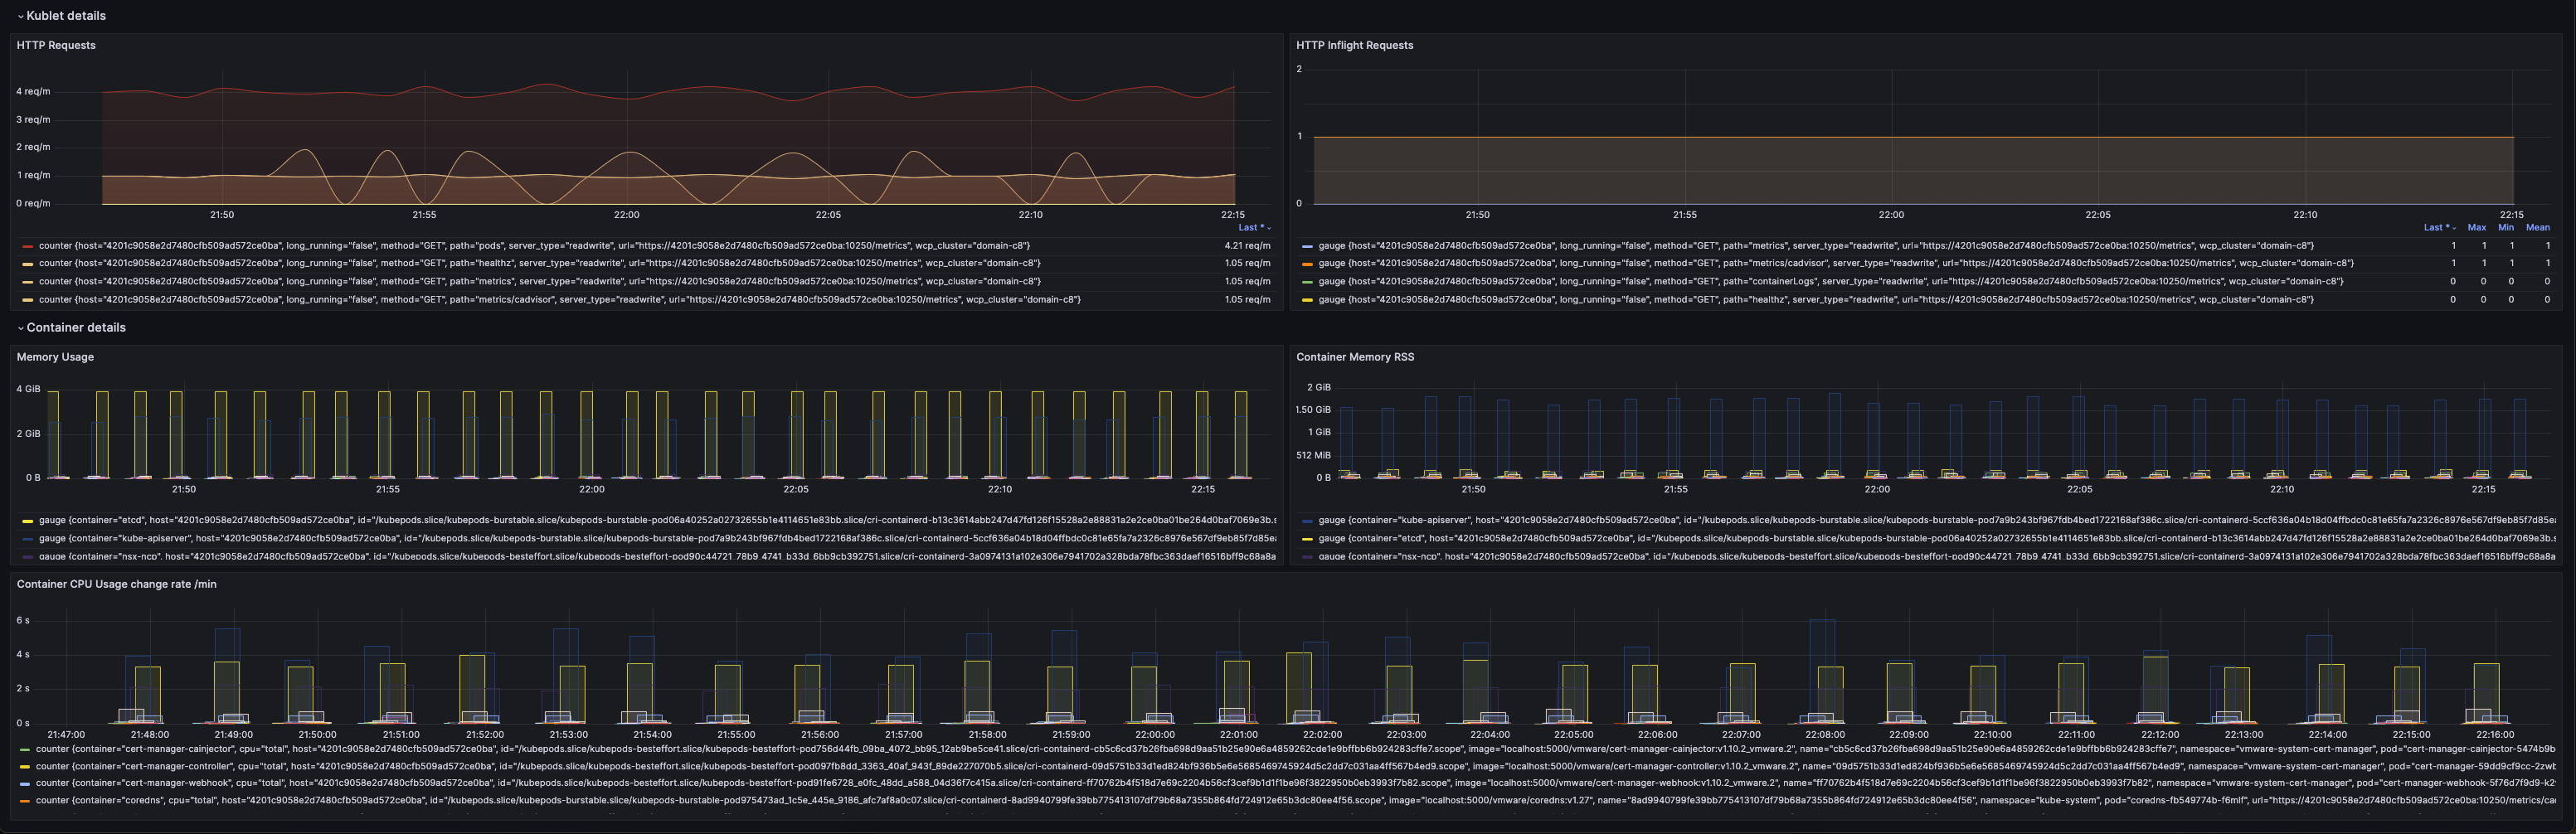 Kublet details
HTTP Requests
4 req/m
3 req/m
2 req/m
1 req/m
0 req/m
21:50 21:55 22:00 22:05 22:10 22:15
Last *
counter {host="4201c9058e2d7480cfb509ad572ce0ba", long_running="false", method="GET", path="pods", server_type="readwrite", url="https://4201c9058e2d7480cfb509ad572ce0ba:10250/metrics", wcp_cluster="domain-c8"} 4.21 req/m
counter {host="4201c9058e2d7480cfb509ad572ce0ba", long_running="false", method="GET", path="healthz", server_type="readwrite", url="https://4201c9058e2d7480cfb509ad572ce0ba:10250/metrics", wcp_cluster="domain-c8"} 1.05 req/m
counter {host="4201c9058e2d7480cfb509ad572ce0ba", long_running="false", method="GET", path="metrics", server_type="readwrite", url="https://4201c9058e2d7480cfb509ad572ce0ba:10250/metrics", wcp_cluster="domain-c8"} 1.05 req/m
counter {host="4201c9058e2d7480cfb509ad572ce0ba", long_running="false", method="GET", path="metrics/cadvisor", server_type="readwrite", url="https://4201c9058e2d7480cfb509ad572ce0ba:10250/metrics", wcp_cluster="domain-c8"} 1.05 req/m
HTTP Inflight Requests
2
1
0
21:50 21:55 22:00 22:05 22:10 22:15
Last * Max Min Mean
gauge {host="4201c9058e2d7480cfb509ad572ce0ba", long_running="false", method="GET", path="metrics", server_type="readwrite", url="https://4201c9058e2d7480cfb509ad572ce0ba:10250/metrics", wcp_cluster="domain-c8"} 1 1 1 1
gauge {host="4201c9058e2d7480cfb509ad572ce0ba", long_running="false", method="GET", path="metrics/cadvisor", server_type="readwrite", url="https://4201c9058e2d7480cfb509ad572ce0ba:10250/metrics", wcp_cluster="domain-c8"} 1 1 1 1
gauge {host="4201c9058e2d7480cfb509ad572ce0ba", long_running="false", method="GET", path="containerLogs", server_type="readwrite", url="https://4201c9058e2d7480cfb509ad572ce0ba:10250/metrics", wcp_cluster="domain-c8"} 0 0 0 0
gauge {host="4201c9058e2d7480cfb509ad572ce0ba", long_running="false", method="GET", path="healthz", server_type="readwrite", url="https://4201c9058e2d7480cfb509ad572ce0ba:10250/metrics", wcp_cluster="domain-c8"} 0 0 0 0
Container details
Memory Usage
4 GiB
2 GiB
0 B
21:50 21:55 22:00 22:05 22:10 22:15
gauge {container="etcd", host="4201c9058e2d7480cfb509ad572ce0ba", id="/kubepods.slice/kubepods-burstable.slice/kubepods-burstable-pod06a40252a02732655b1e4114651e83bb.slice/cri-containerd-b13c3614abb247d47fd126f15528a2e88831a2e2ce0ba01be264d0baf7069e3b.s
gauge {container="kube-apiserver", host="4201c9058e2d7480cfb509ad572ce0ba", id="/kubepods.slice/kubepods-burstable.slice/kubepods-burstable-pod7a9b243bf967fdb4bed1722168af386c.slice/cri-containerd-5ccf636a04b18d04ffbdc0c81e65fa7a2326c8976e567df9eb85f7d85ea
gauge {container="nsx-ncp", host="4201c9058e2d7480cfb509ad572ce0ba", id="/kubepods.slice/kubepods-besteffort.slice/kubepods-besteffort-pod90c44721_78b9_4741_b33d_6bb9cb392751.slice/cri-containerd-3a0974131a102e306e7941702a328bda78fbc363daef16516bff9c68a8a
Container Memory RSS
2 GiB
1.50 GiB
1 GiB
512 MiB
0 B
21:50 21:55 22:00 22:05 22:10 22:15
gauge {container="kube-apiserver", host="4201c9058e2d7480cfb509ad572ce0ba", id="/kubepods.slice/kubepods-burstable.slice/kubepods-burstable-pod7a9b243bf967fdb4bed1722168af386c.slice/cri-containerd-5ccf636a04b18d04ffbdc0c81e65fa7a2326c8976e567df9eb85f7d85ea
gauge {container="etcd", host="4201c9058e2d7480cfb509ad572ce0ba", id="/kubepods.slice/kubepods-burstable.slice/kubepods-burstable-pod06a40252a02732655b1e4114651e83bb.slice/cri-containerd-b13c3614abb247d47fd126f15528a2e88831a2e2ce0ba01be264d0baf7069e3b.s
gauge {container="nsx-ncp", host="4201c9058e2d7480cfb509ad572ce0ba", id="/kubepods.slice/kubepods-besteffort.slice/kubepods-besteffort-pod90c44721_78b9_4741_b33d_6bb9cb392751.slice/cri-containerd-3a0974131a102e306e7941702a328bda78fbc363daef16516bff9c68a8a
Container CPU Usage change rate /min
6 s
4 s
2 s
0 s
21:47:00 21:48:00 21:49:00 21:50:00 21:51:00 21:52:00 21:53:00 21:54:00 21:55:00 21:56:00 21:57:00 21:58:00 21:59:00 22:00:00 22:01:00 22:02:00 22:03:00 22:04:00 22:05:00 22:06:00 22:07:00 22:08:00 22:09:00 22:10:00 22:11:00 22:12:00 22:13:00 22:14:00 22:15:00 22:16:00
counter {container="cert-manager-cainjector", cpu="total", host="4201c9058e2d7480cfb509ad572ce0ba", id="/kubepods.slice/kubepods-besteffort.slice/kubepods-besteffort-pod756d44fb_09ba_4072_bb95_12ab9be5ce41.slice/cri-containerd-cb5c6cd37b26fba698d9aa51b25e90e6a4859262cde1e9bffbb6b924283cffe7.scope", image="localhost:5000/vmware/cert-manager-cainjector:v1.10.2_vmware.2", name="cb5c6cd37b26fba698d9aa51b25e90e6a4859262cde1e9bffbb6b924283cffe7", namespace="vmware-system-cert-manager", pod="cert-manager-cainjector-5474b9b
counter {container="cert-manager-controller", cpu="total", host="4201c9058e2d7480cfb509ad572ce0ba", id="/kubepods.slice/kubepods-besteffort.slice/kubepods-besteffort-pod097fb8dd_3363_40af_943f_89de227070b5.slice/cri-containerd-09d5751b33d1ed824bf936b5e6e5685469745924d5c2dd7c031aa4ff567b4ed9.scope", image="localhost:5000/vmware/cert-manager-controller:v1.10.2_vmware.2", name="09d5751b33d1ed824bf936b5e6e5685469745924d5c2dd7c031aa4ff567b4ed9", namespace="vmware-system-cert-manager", pod="cert-manager-59dd9cf9cc-2zwb
counter {container="cert-manager-webhook", cpu="total", host="4201c9058e2d7480cfb509ad572ce0ba", id="/kubepods.slice/kubepods-besteffort.slice/kubepods-besteffort-pod91fe6728_e0fc_48dd_a588_04d36f7c415a.slice/cri-containerd-ff70762b4f518d7e69c2204b56cf3cef9b1d1f1be96f3822950b0eb3993f7b82.scope", image="localhost:5000/vmware/cert-manager-webhook:v1.10.2_vmware.2", name="ff70762b4f518d7e69c2204b56cf3cef9b1d1f1be96f3822950b0eb3993f7b82", namespace="vmware-system-cert-manager", pod="cert-manager-webhook-5f76d7f9d9-k2
counter {container="coredns", cpu="total", host="4201c9058e2d7480cfb509ad572ce0ba", id="/kubepods.slice/kubepods-burstable.slice/kubepods-burstable-pod975473ad_1c5e_445e_9186_afc7af8a0c07.slice/cri-containerd-8ad9940799fe39bb775413107df79b68a7355b864fd724912e65b3dc80ee4f56.scope", image="localhost:5000/vmware/coredns:v1.27", name="8ad9940799fe39bb775413107df79b68a7355b864fd724912e65b3dc80ee4f56", namespace="kube-system", pod="coredns-fb549774b-f6mlf", url="https://4201c9058e2d7480cfb509ad572ce0ba:10250/metrics/cad